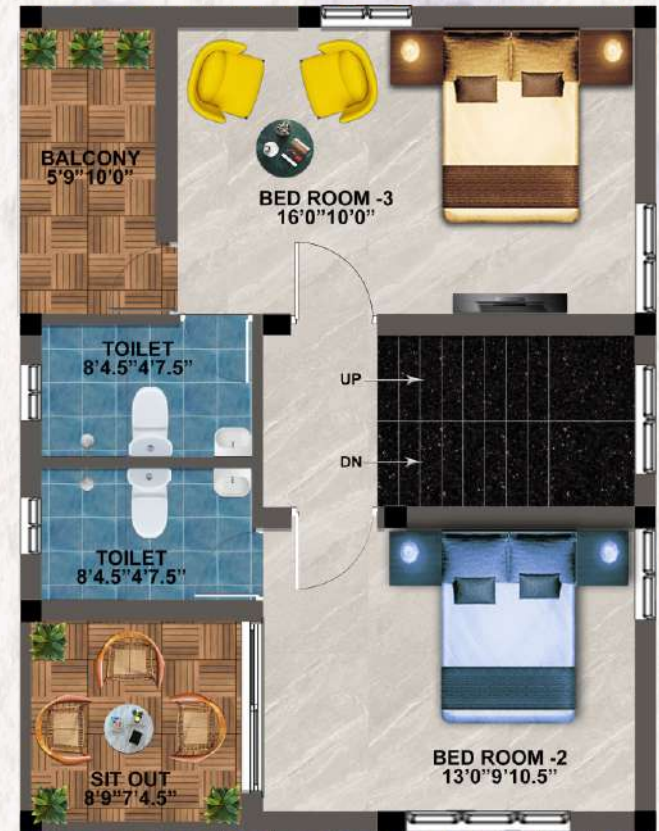 BALCONY
5'9"10'0"
BED ROOM -3
16'0"10'0"
TOILET
8'4.5"4'7.5"
UP
DN
TOILET
8'4.5"4'7.5"
BED ROOM -2
13'0"9'10.5"
SIT OUT
8'9"7'4.5"